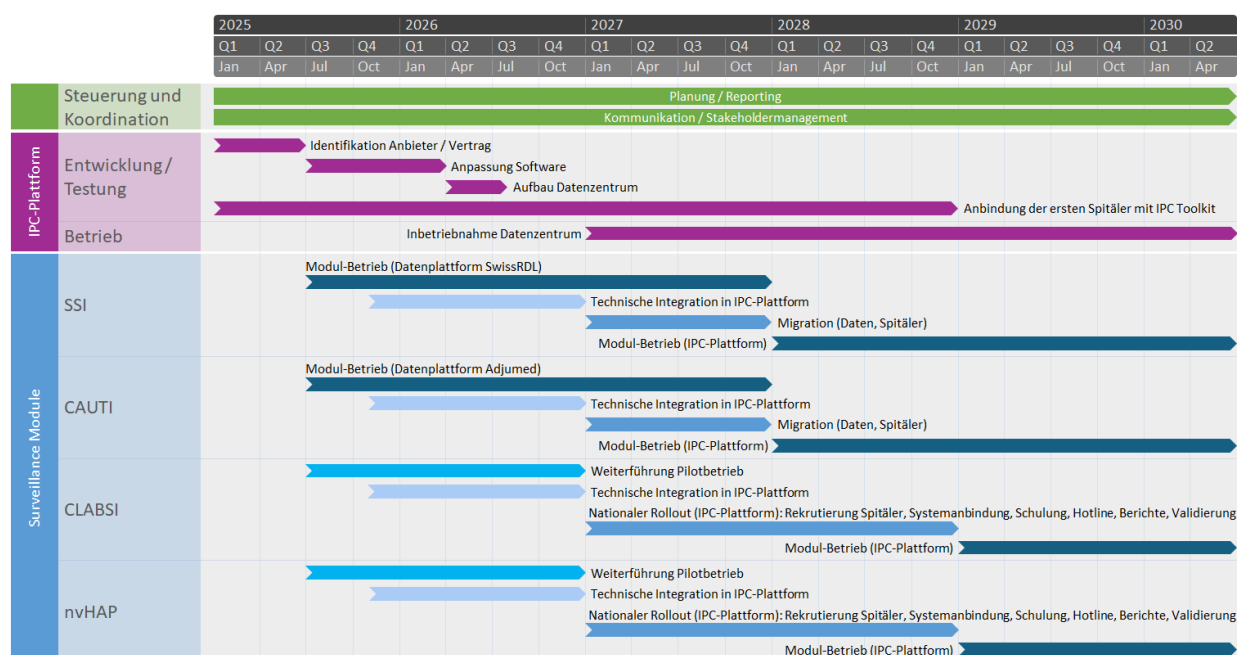 2025 2026 2027 2028 2029 2030
Q1 Q2 Q3 Q4 Q1 Q2 Q3 Q4 Q1 Q2 Q3 Q4 Q1 Q2 Q3 Q4 Q1 Q2
Jan Apr Jul Oct Jan Apr Jul Oct Jan Apr Jul Oct Jan Apr Jul Oct Jan Apr Jul Oct Jan Apr
Steuerung und
Koordination
Planung / Reporting
Kommunikation / Stakeholdermanagement
IPC-Plattform
Entwicklung / 
Testung
Identifikation Anbieter / Vertrag
Anpassung Software
Aufbau Datenzentrum
Anbindung der ersten Spitäler mit IPC Toolkit
Betrieb
Inbetriebnahme Datenzentrum
Surveillance Module
SSI
Modul-Betrieb (Datenplattform SwissRDL)
Technische Integration in IPC-Plattform
Migration (Daten, Spitäler)
Modul-Betrieb (IPC-Plattform)
CAUTI
Modul-Betrieb (Datenplattform Adjumed)
Technische Integration in IPC-Plattform
Migration (Daten, Spitäler)
Modul-Betrieb (IPC-Plattform)
CLABSI
Weiterführung Pilotbetrieb
Technische Integration in IPC-Plattform
Nationaler Rollout (IPC-Plattform): Rekrutierung Spitäler, Systemanbindung, Schulung, Hotline, Berichte, Validierung
Modul-Betrieb (IPC-Plattform)
nvHAP
Weiterführung Pilotbetrieb
Technische Integration in IPC-Plattform
Nationaler Rollout (IPC-Plattform): Rekrutierung Spitäler, Systemanbindung, Schulung, Hotline, Berichte, Validierung
Modul-Betrieb (IPC-Plattform)